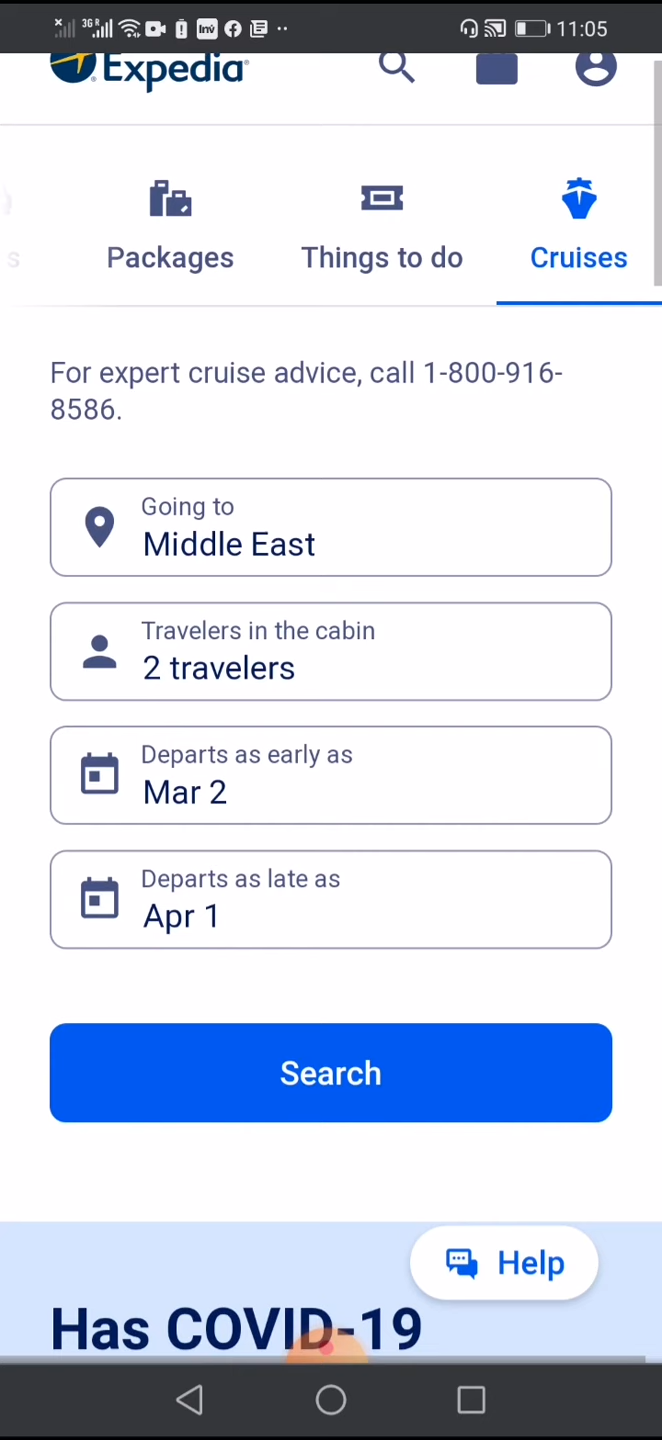 3G R
inv
11:05
Expedia
s
Packages
Things to do
Cruises
For expert cruise advice, call 1-800-916-
8586.
Going to
Middle East
Travelers in the cabin
2 travelers
Departs as early as
Mar 2
Departs as late as
Apr 1
Search
Help
Has COVID-19